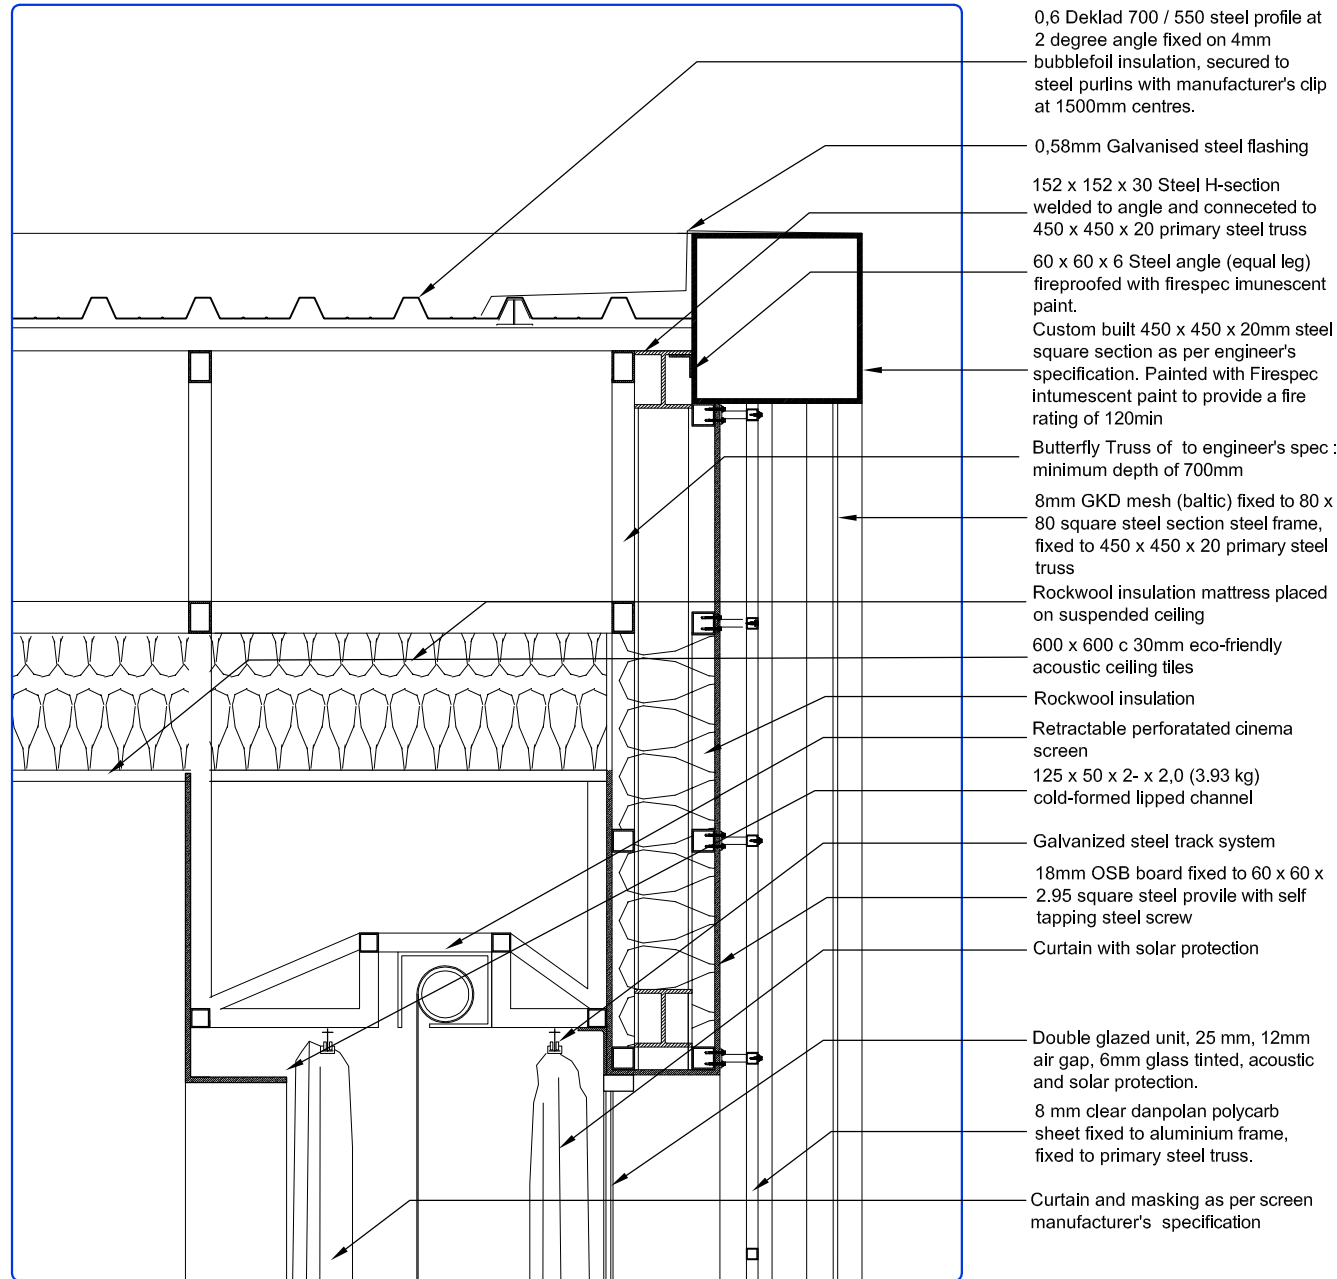 0,6 Deklad 700 / 550 steel profile at
2 degree angle fixed on 4mm
bubblefoil insulation, secured to
steel purlins with manufacturer's clip
at 1500mm centres.
0,58mm Galvanised steel flashing
152 x 152 x 30 Steel H-section
welded to angle and conneceted to
450 x 450 x 20 primary steel truss
60 x 60 x 6 Steel angle (equal leg)
fireproofed with firespec imunescent
paint.
Custom built 450 x 450 x 20mm steel
square section as per engineer's
specification. Painted with Firespec
intumescent paint to provide a fire
rating of 120min
Butterfly Truss of to engineer's spec :
minimum depth of 700mm
8mm GKD mesh (baltic) fixed to 80 x
80 square steel section steel frame,
fixed to 450 x 450 x 20 primary steel
truss
Rockwool insulation mattress placed
on suspended ceiling
600 x 600 c 30mm eco-friendly
acoustic ceiling tiles
Rockwool insulation
Retractable perforatated cinema
screen
125 x 50 x 2- x 2,0 (3.93 kg)
cold-formed lipped channel
Galvanized steel track system
18mm OSB board fixed to 60 x 60 x
2.95 square steel provile with self
tapping steel screw
Curtain with solar protection
Double glazed unit, 25 mm, 12mm
air gap, 6mm glass tinted, acoustic
and solar protection.
8 mm clear danpolan polycarb
sheet fixed to aluminium frame,
fixed to primary steel truss.
Curtain and masking as per screen
manufacturer's specification